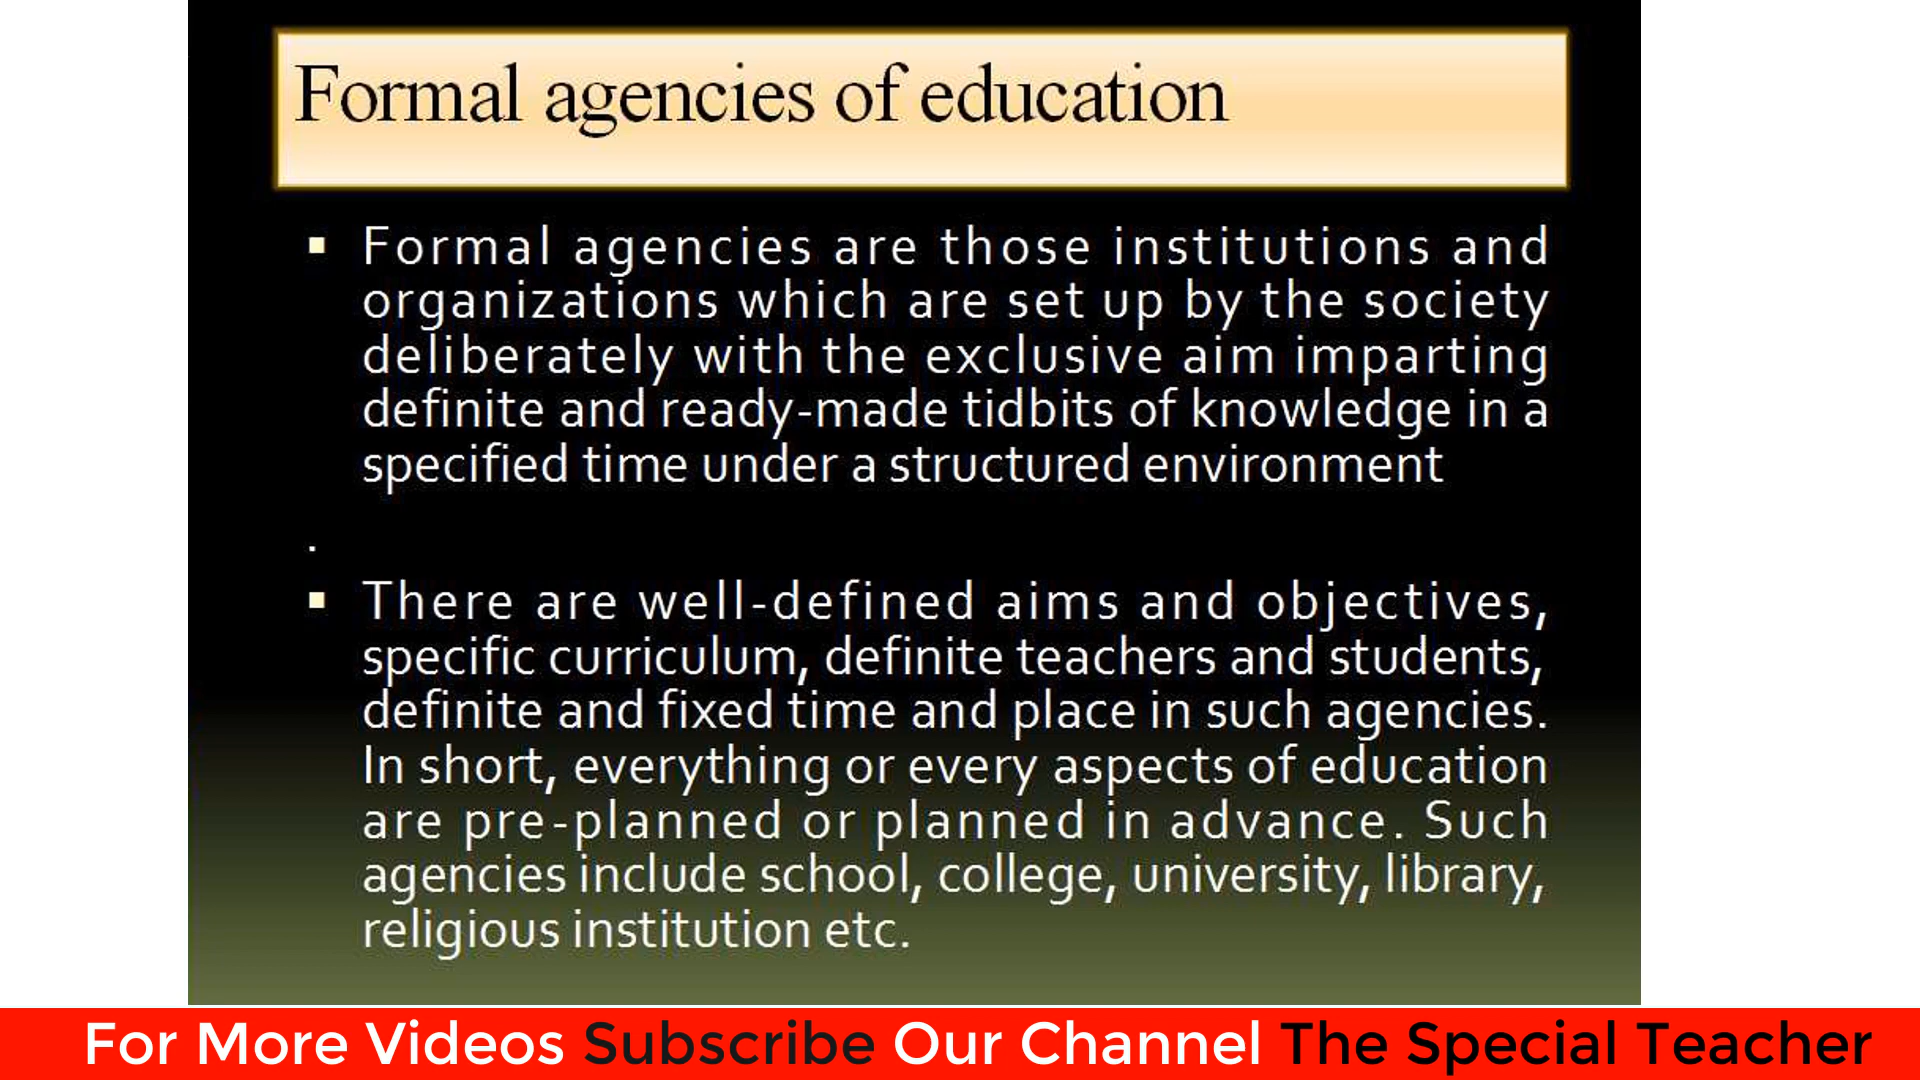 Formal agencies of education
▪ Formal agencies are those institutions and
organizations which are set up by the society
deliberately with the exclusive aim imparting
definite and ready-made tidbits of knowledge in a
specified time under a structured environment
.
▪ There are well-defined aims and objectives,
specific curriculum, definite teachers and students,
definite and fixed time and place in such agencies.
In short, everything or every aspects of education
are pre-planned or planned in advance. Such
agencies include school, college, university, library,
religious institution etc.
For More Videos Subscribe Our Channel The Special Teacher